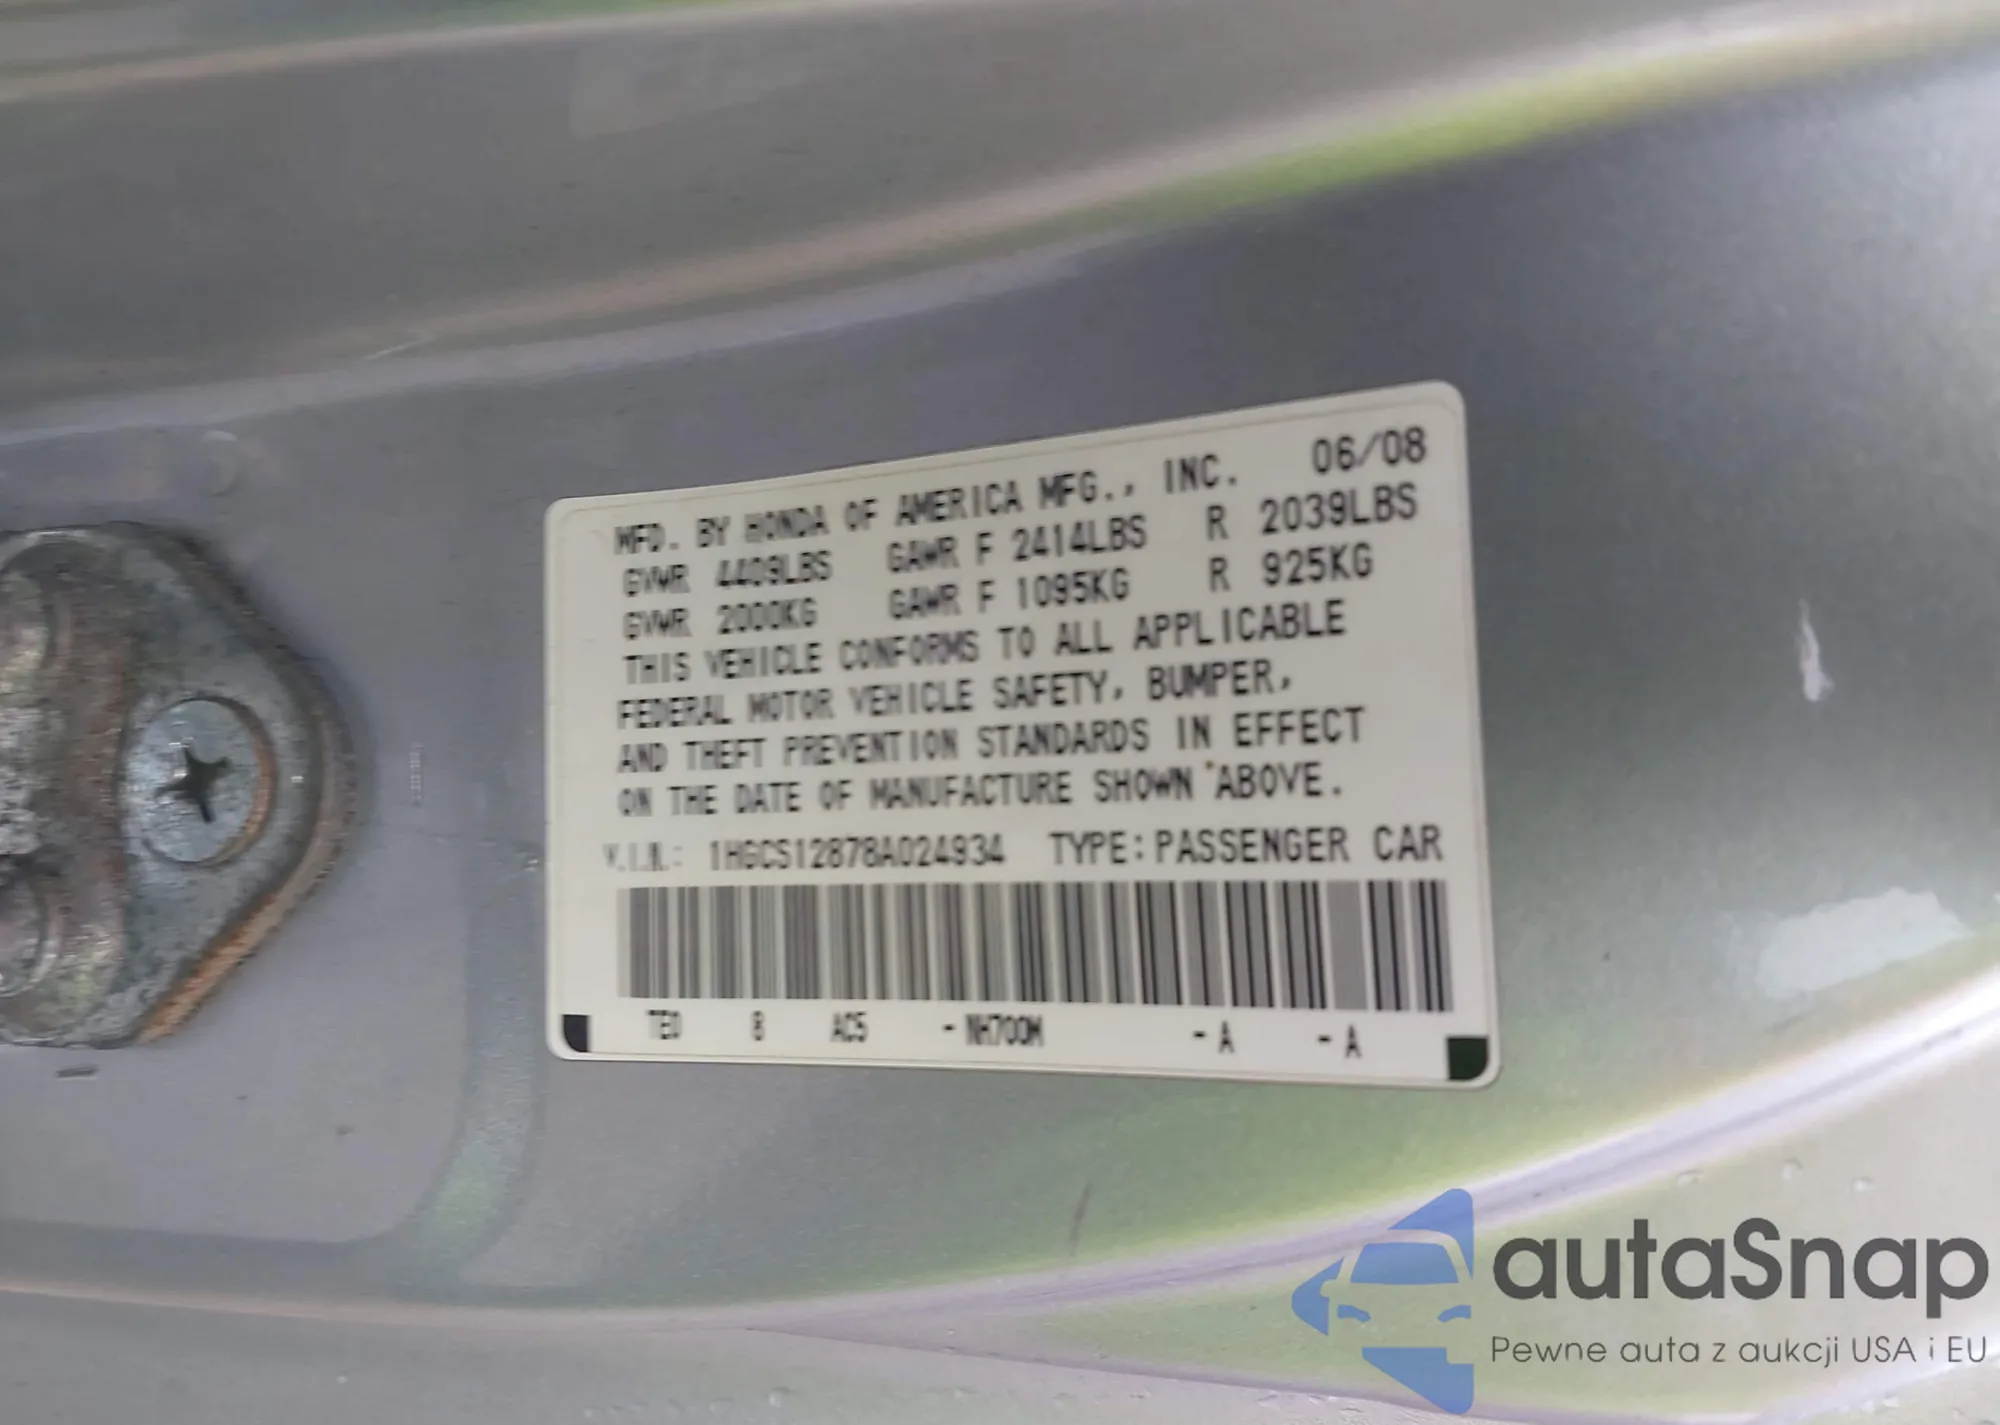 MFD. BY HONDA OF AMERICA MFG., INC. 06/08
GVWR 4409LBS GAWR F 2414LBS R 2039LBS
GVWR 2000KG GAWR F 1095KG R 925KG
THIS VEHICLE CONFORMS TO ALL APPLICABLE
FEDERAL MOTOR VEHICLE SAFETY, BUMPER,
AND THEFT PREVENTION STANDARDS IN EFFECT
ON THE DATE OF MANUFACTURE SHOWN ABOVE.
V.I.N.: 1HGCS12878A024934 TYPE: PASSENGER CAR
TE0 8 AC5 - NH700M - A - A
autaSnap
Pewne auta z aukcji USA i EU